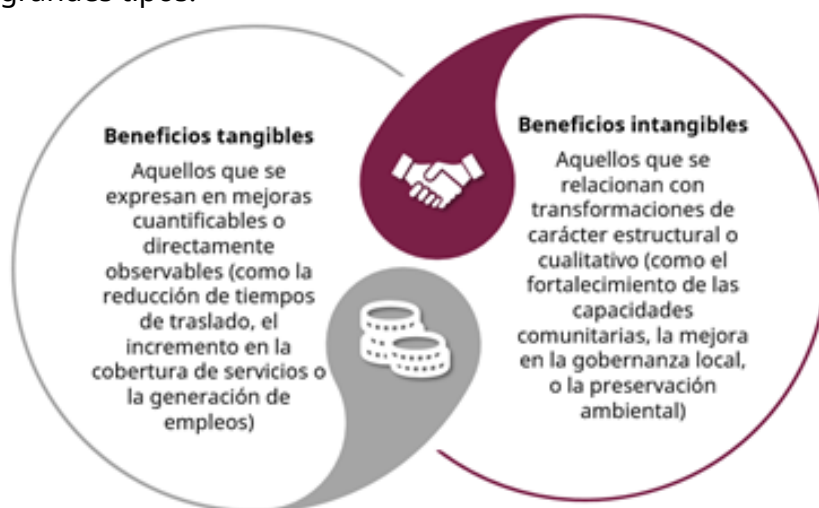 grandes tipos.
Beneficios tangibles
Aquellos que se
expresan en mejoras
cuantificables o
directamente
observables (como la
reducción de tiempos
de traslado, el
incremento en la
cobertura de servicios o
la generación de
empleos)
Beneficios intangibles
Aquellos que se
relacionan con
transformaciones de
carácter estructural o
cualitativo (como el
fortalecimiento de las
capacidades
comunitarias, la mejora
en la gobernanza local,
o la preservación
ambiental)